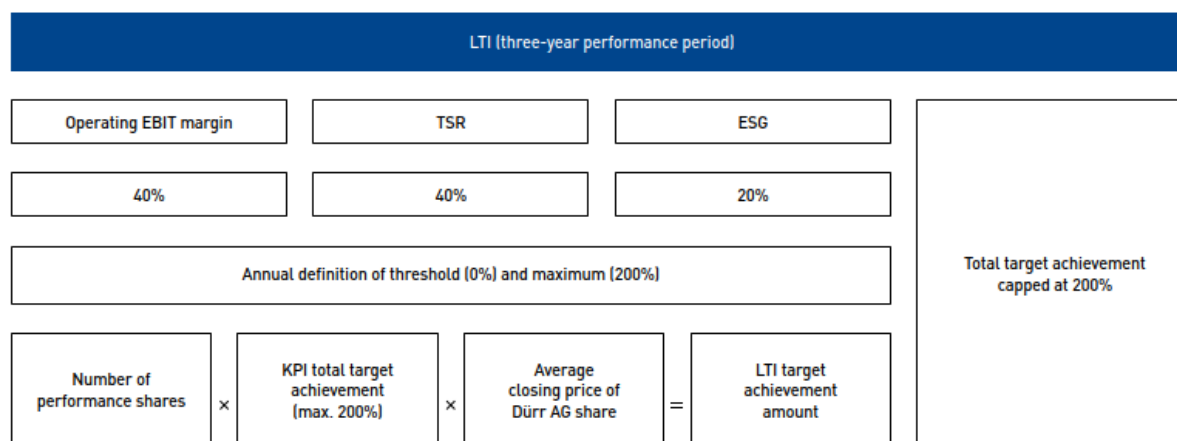 LTI (three-year performance period)
Operating EBIT margin
TSR
ESG
40%
40%
20%
Annual definition of threshold (0%) and maximum (200%)
Total target achievement
capped at 200%
Number of
performance shares
×
KPI total target
achievement
(max. 200%)
×
Average
closing price of
Dürr AG share
=
LTI target
achievement
amount